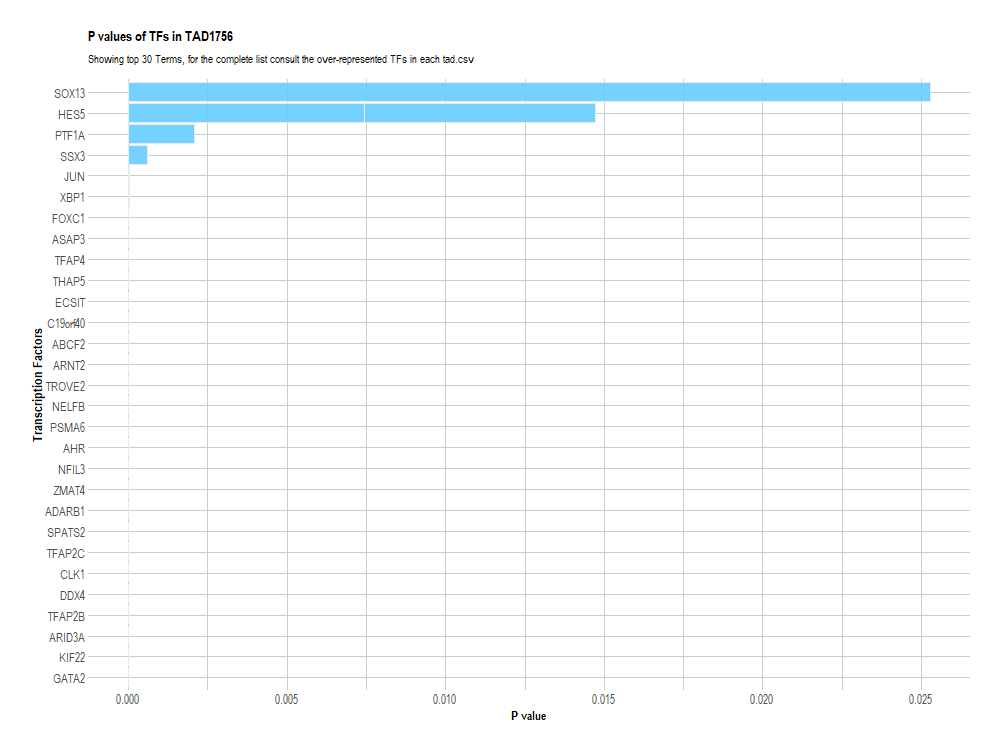 P values of TFs in TAD1756
Showing top 30 Terms, for the complete list consult the over-represented TFs in each tad.csv
Transcription Factors
SOX13
HES5
PTF1A
SSX3
JUN
XBP1
FOXC1
ASAP3
TFAP4
THAP5
ECSIT
C19orf40
ABCF2
ARNT2
TROVE2
NELFB
PSMA6
AHR
NFIL3
ZMAT4
ADARB1
SPATS2
TFAP2C
CLK1
DDX4
TFAP2B
ARID3A
KIF22
GATA2
0.000 0.005 0.010 0.015 0.020 0.025
P value